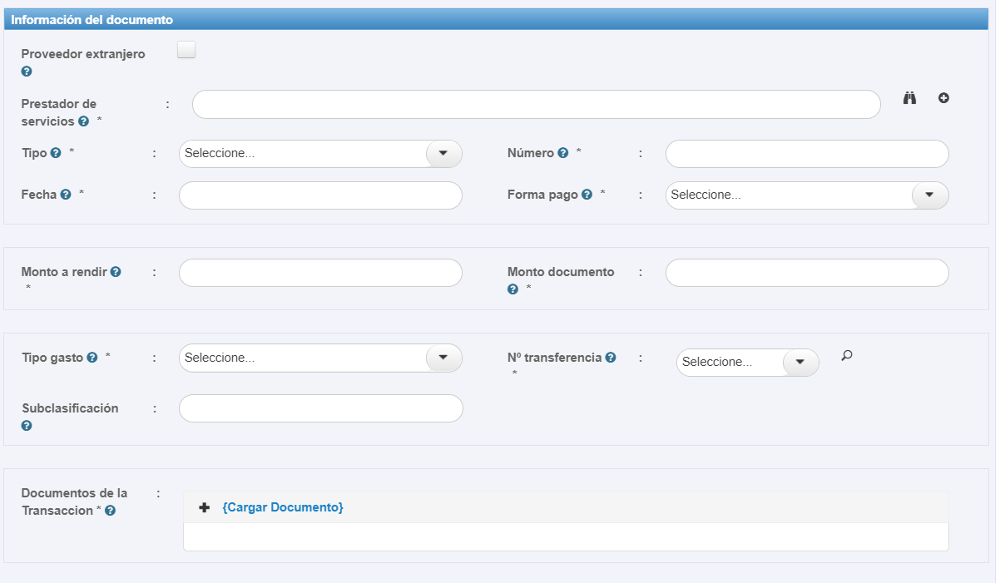 Información del documento
Proveedor extranjero
?
Prestador de :
servicios ? *
Tipo ? * : Seleccione... Número ? * :
Fecha ? * : Forma pago ? * : Seleccione...
Monto a rendir ? : Monto documento :
* ? *
Tipo gasto ? * : Seleccione... Nº transferencia ? : Seleccione...
*
Subclasificación :
?
Documentos de la :
Transaccion * ?
{Cargar Documento}